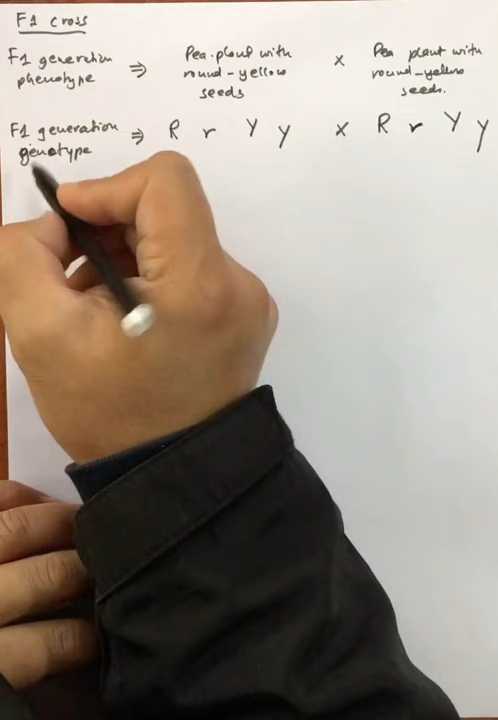 F1 cross
F1 generation phenotype ⇒ Pea plant with round-yellow seeds × Pea plant with round-yellow seeds.
F1 generation genotype ⇒ R r Y y × R r Y y